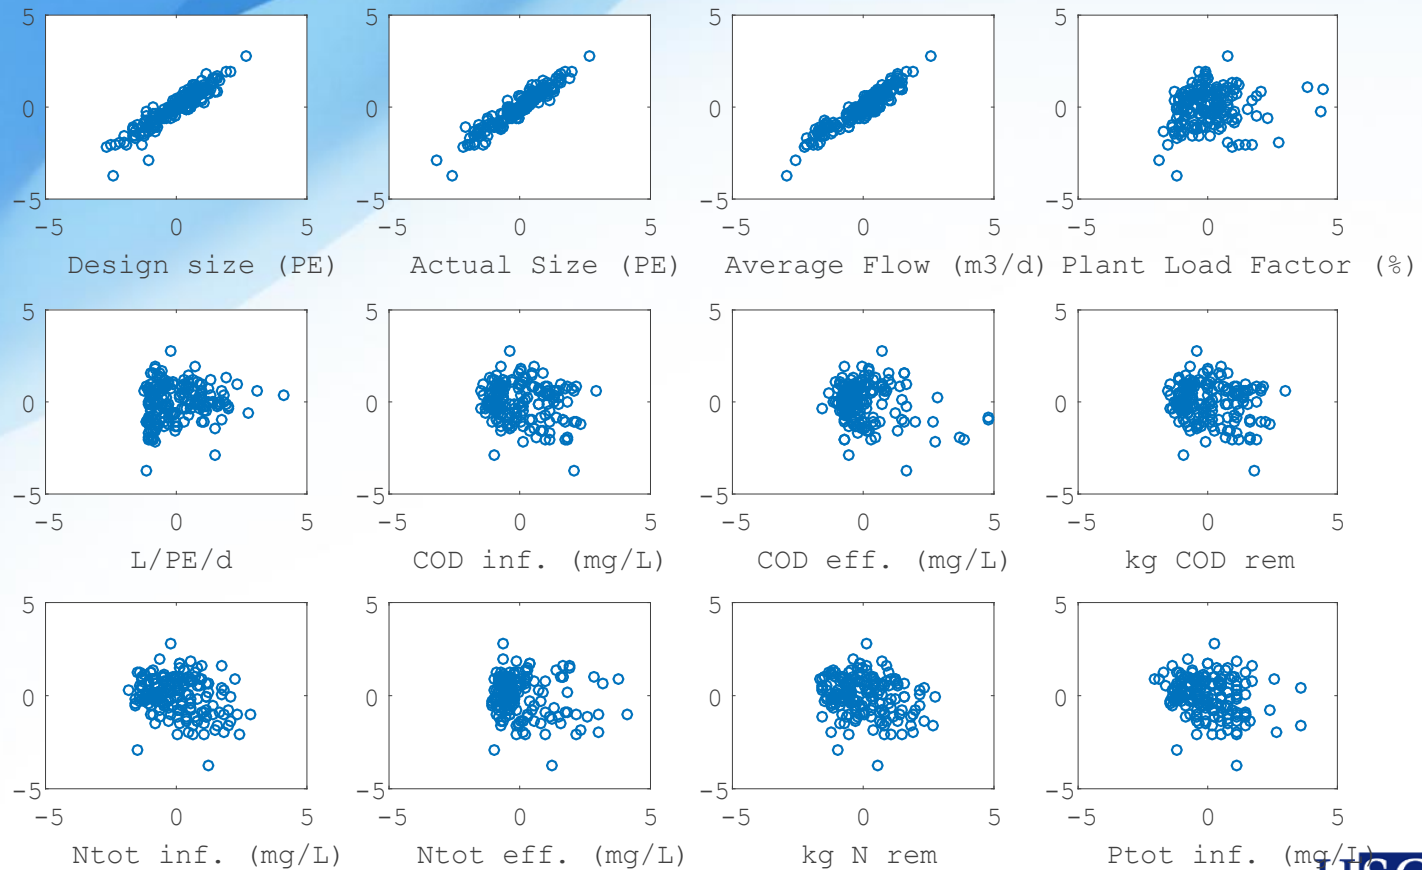 5
0
-5
-5 0 5
Design size (PE)
5
0
-5
-5 0 5
Actual Size (PE)
5
0
-5
-5 0 5
Average Flow (m3/d)
5
0
-5
-5 0 5
Plant Load Factor (%)
5
0
-5
-5 0 5
L/PE/d
5
0
-5
-5 0 5
COD inf. (mg/L)
5
0
-5
-5 0 5
COD eff. (mg/L)
5
0
-5
-5 0 5
kg COD rem
5
0
-5
-5 0 5
Ntot inf. (mg/L)
5
0
-5
-5 0 5
Ntot eff. (mg/L)
5
0
-5
-5 0 5
kg N rem
5
0
-5
-5 0 5
Ptot inf. (mg/L)